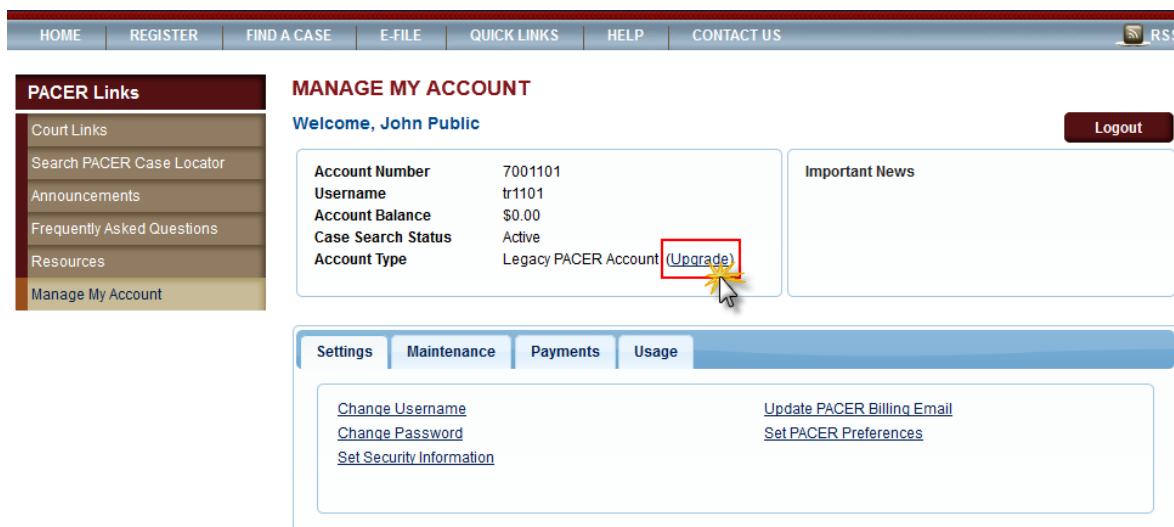 HOME REGISTER FIND A CASE E-FILE QUICK LINKS HELP CONTACT US RSS
PACER Links
Court Links
Search PACER Case Locator
Announcements
Frequently Asked Questions
Resources
Manage My Account
MANAGE MY ACCOUNT
Welcome, John Public
Logout
Account Number 7001101
Username tr1101
Account Balance $0.00
Case Search Status Active
Account Type Legacy PACER Account (Upgrade)
Important News
Settings Maintenance Payments Usage
Change Username
Change Password
Set Security Information
Update PACER Billing Email
Set PACER Preferences